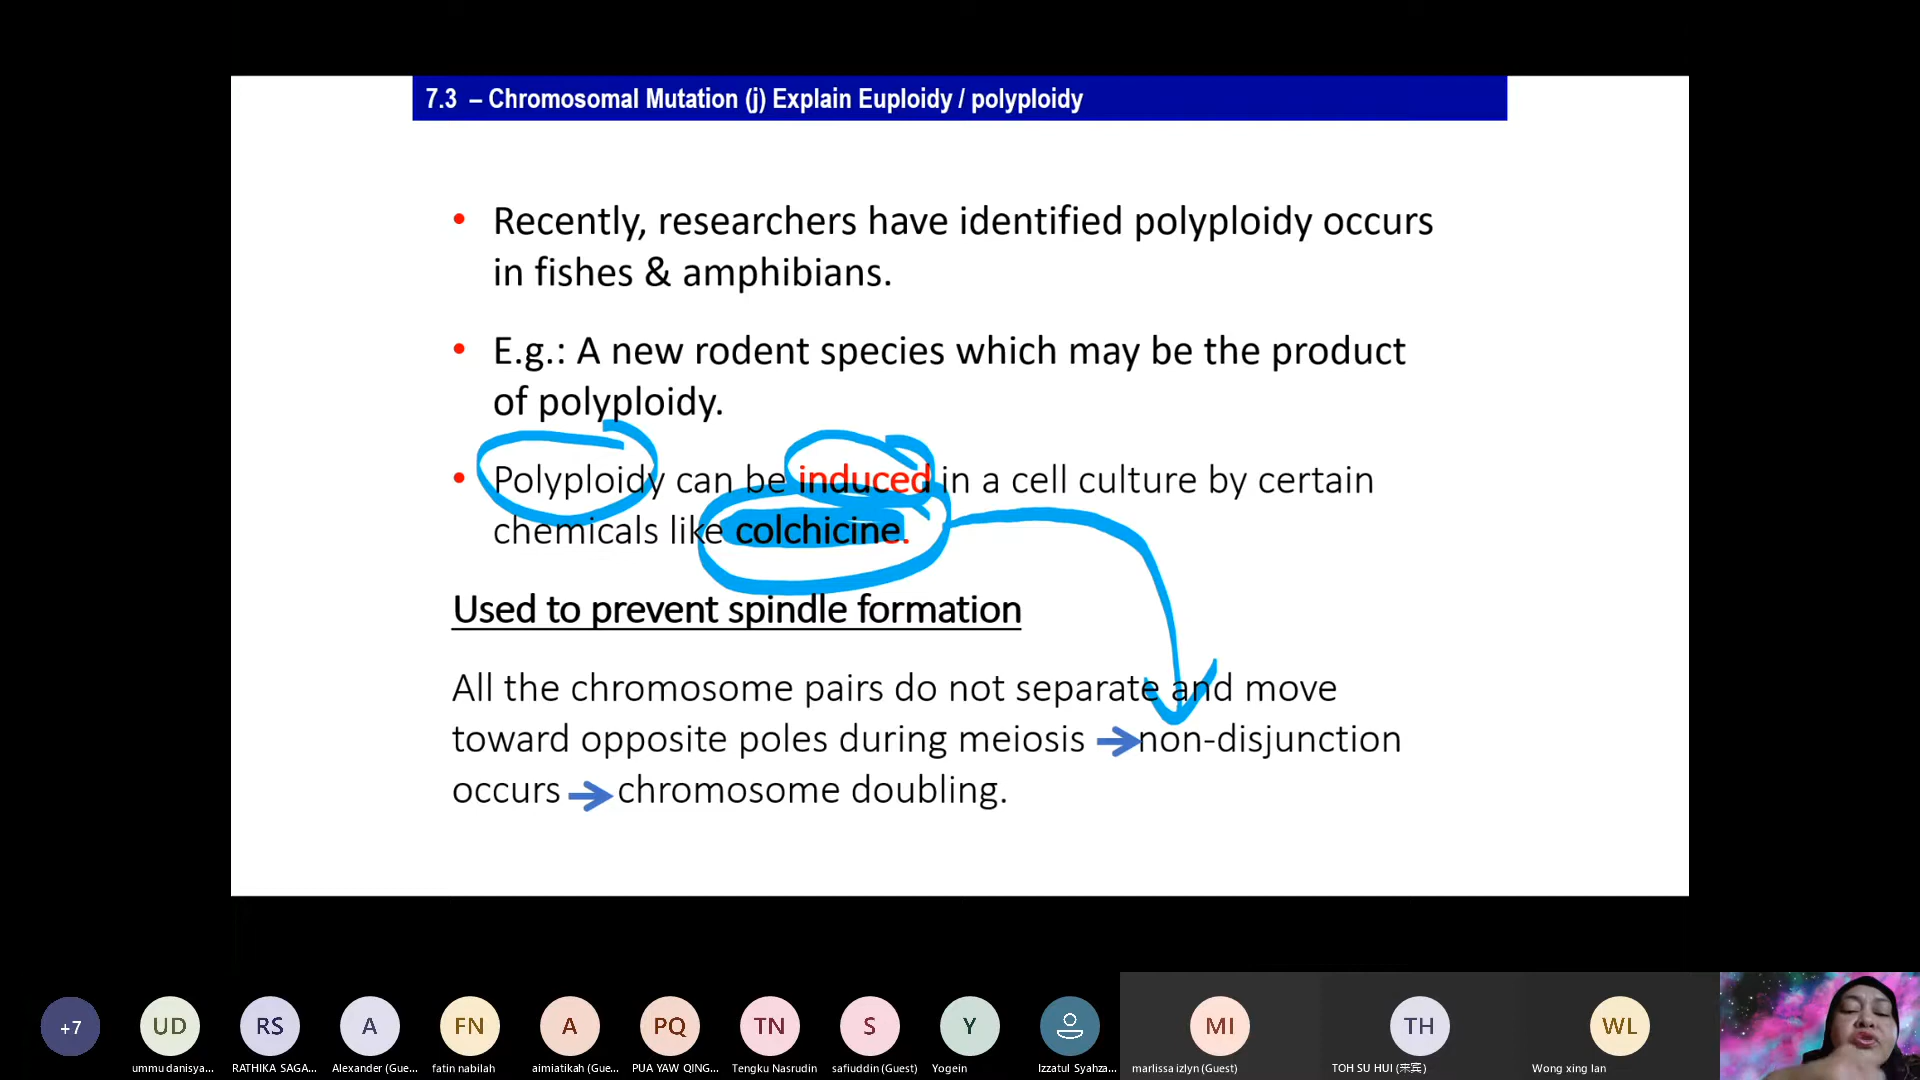 7.3 – Chromosomal Mutation (j) Explain Euploidy / polyploidy
• Recently, researchers have identified polyploidy occurs
in fishes & amphibians.
• E.g.: A new rodent species which may be the product
of polyploidy.
• Polyploidy can be induced in a cell culture by certain
chemicals like colchicine.
Used to prevent spindle formation
All the chromosome pairs do not separate and move
toward opposite poles during meiosis → non-disjunction
occurs → chromosome doubling.
+7 UD RS A FN A PQ TN S Y MI TH WL
ummu danisya... RATHIKA SAGA... Alexander (Gue... fatin nabilah aimiatikah (Gue... PUA YAW QING... Tengku Nasrudin safiuddin (Guest) Yogein Izzatul Syahza... marlissa izlyn (Guest) TOH SU HUI (来宾) Wong xing lan